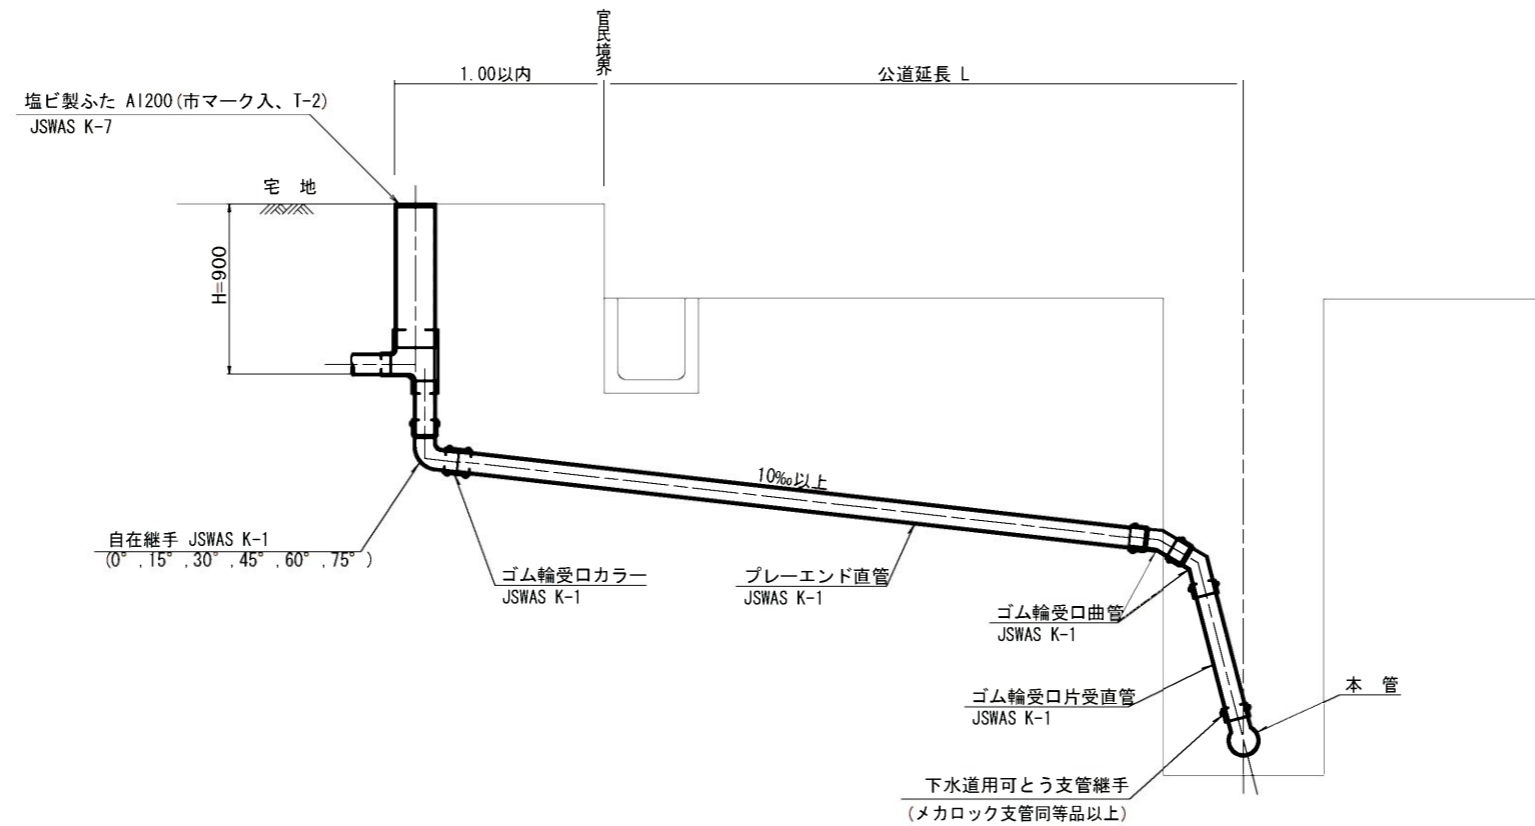 官民境界
1.00以内
公道延長 L
塩ビ製ふた AI200(市マーク入、T-2)
JSWAS K-7
宅 地
H=900
10‰以上
自在継手 JSWAS K-1
(0°,15°,30°,45°,60°,75°)
ゴム輪受口カラー
JSWAS K-1
プレーエンド直管
JSWAS K-1
ゴム輪受口曲管
JSWAS K-1
ゴム輪受口片受直管
JSWAS K-1
本 管
下水道用可とう支管継手
(メカロック支管同等品以上)